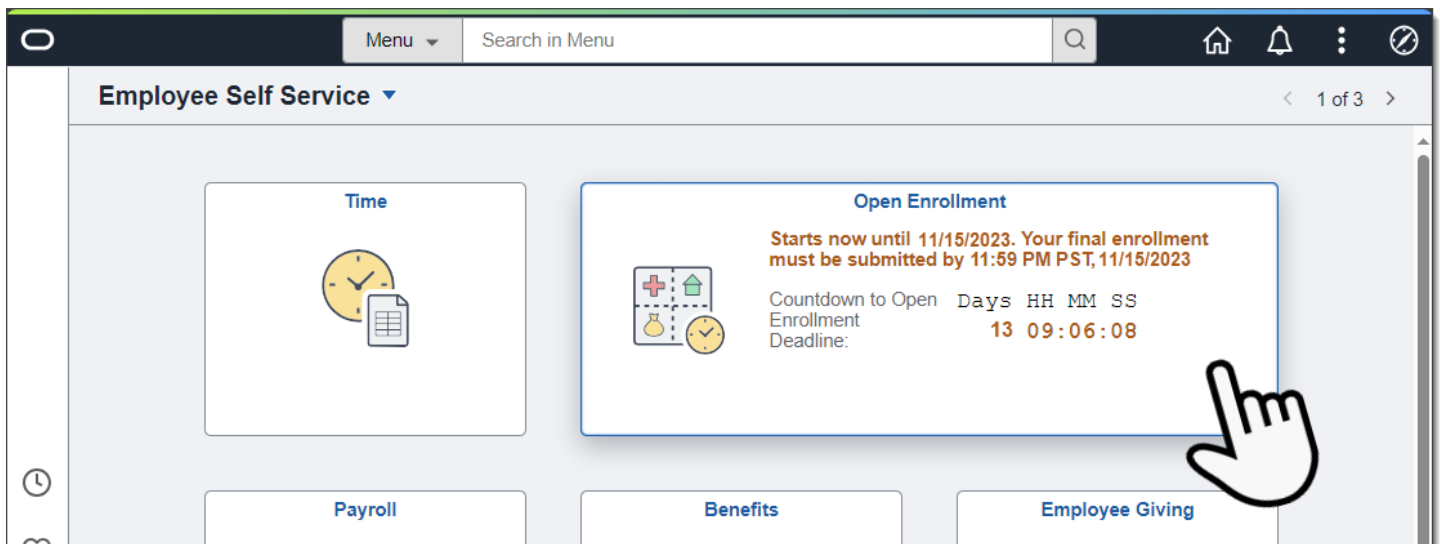 Menu
Search in Menu
Employee Self Service
1 of 3
Time
Open Enrollment
Starts now until 11/15/2023. Your final enrollment
must be submitted by 11:59 PM PST, 11/15/2023
Countdown to Open
Enrollment
Deadline:
Days HH MM SS
13 09:06:08
Payroll
Benefits
Employee Giving